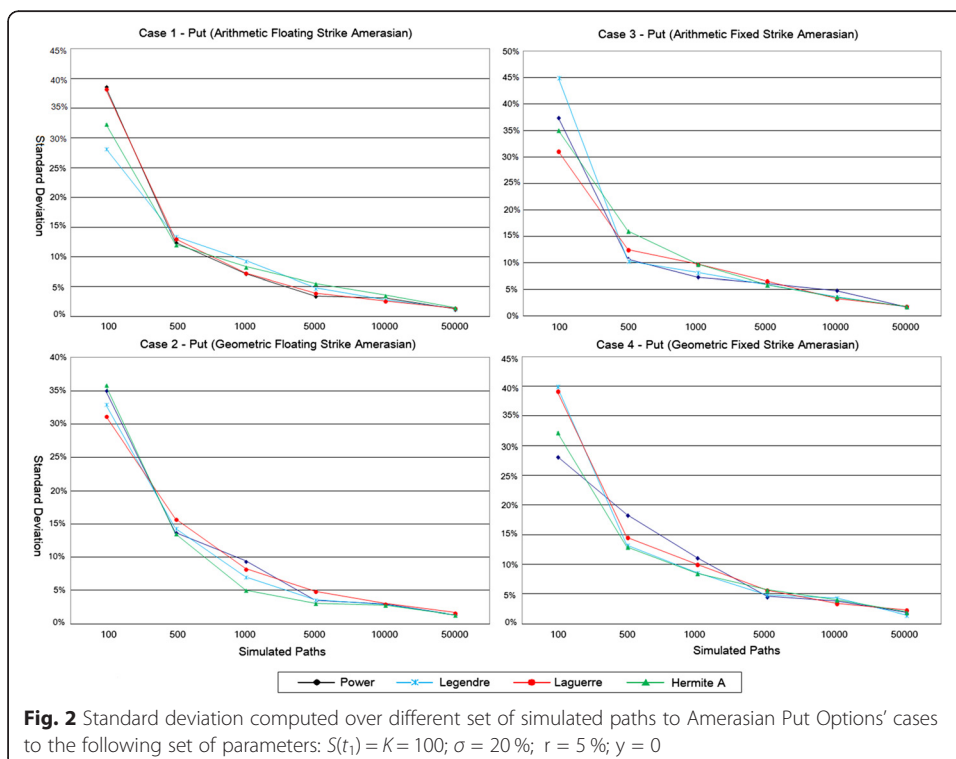 Case 1 - Put (Arithmetic Floating Strike Amerasian)
45%
40%
35%
30%
25%
20%
15%
10%
5%
0%
Standard Deviation
100 500 1000 5000 10000 50000
Case 3 - Put (Arithmetic Fixed Strike Amerasian)
50%
45%
40%
35%
30%
25%
20%
15%
10%
5%
0%
100 500 1000 5000 10000 50000
Case 2 - Put (Geometric Floating Strike Amerasian)
40%
35%
30%
25%
20%
15%
10%
5%
0%
Standard Deviation
100 500 1000 5000 10000 50000
Simulated Paths
Case 4 - Put (Geometric Fixed Strike Amerasian)
45%
40%
35%
30%
25%
20%
15%
10%
5%
0%
100 500 1000 5000 10000 50000
Simulated Paths
Power Legendre Laguerre Hermite A
Fig. 2 Standard deviation computed over different set of simulated paths to Amerasian Put Options' cases
to the following set of parameters: S(t₁) = K = 100; σ = 20 %; r = 5 %; y = 0